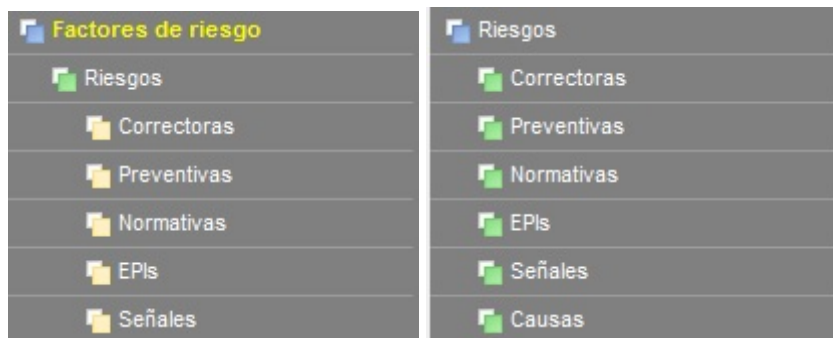 Factores de riesgo
Riesgos
Correctoras
Preventivas
Normativas
EPIs
Señales
Riesgos
Correctoras
Preventivas
Normativas
EPIs
Señales
Causas